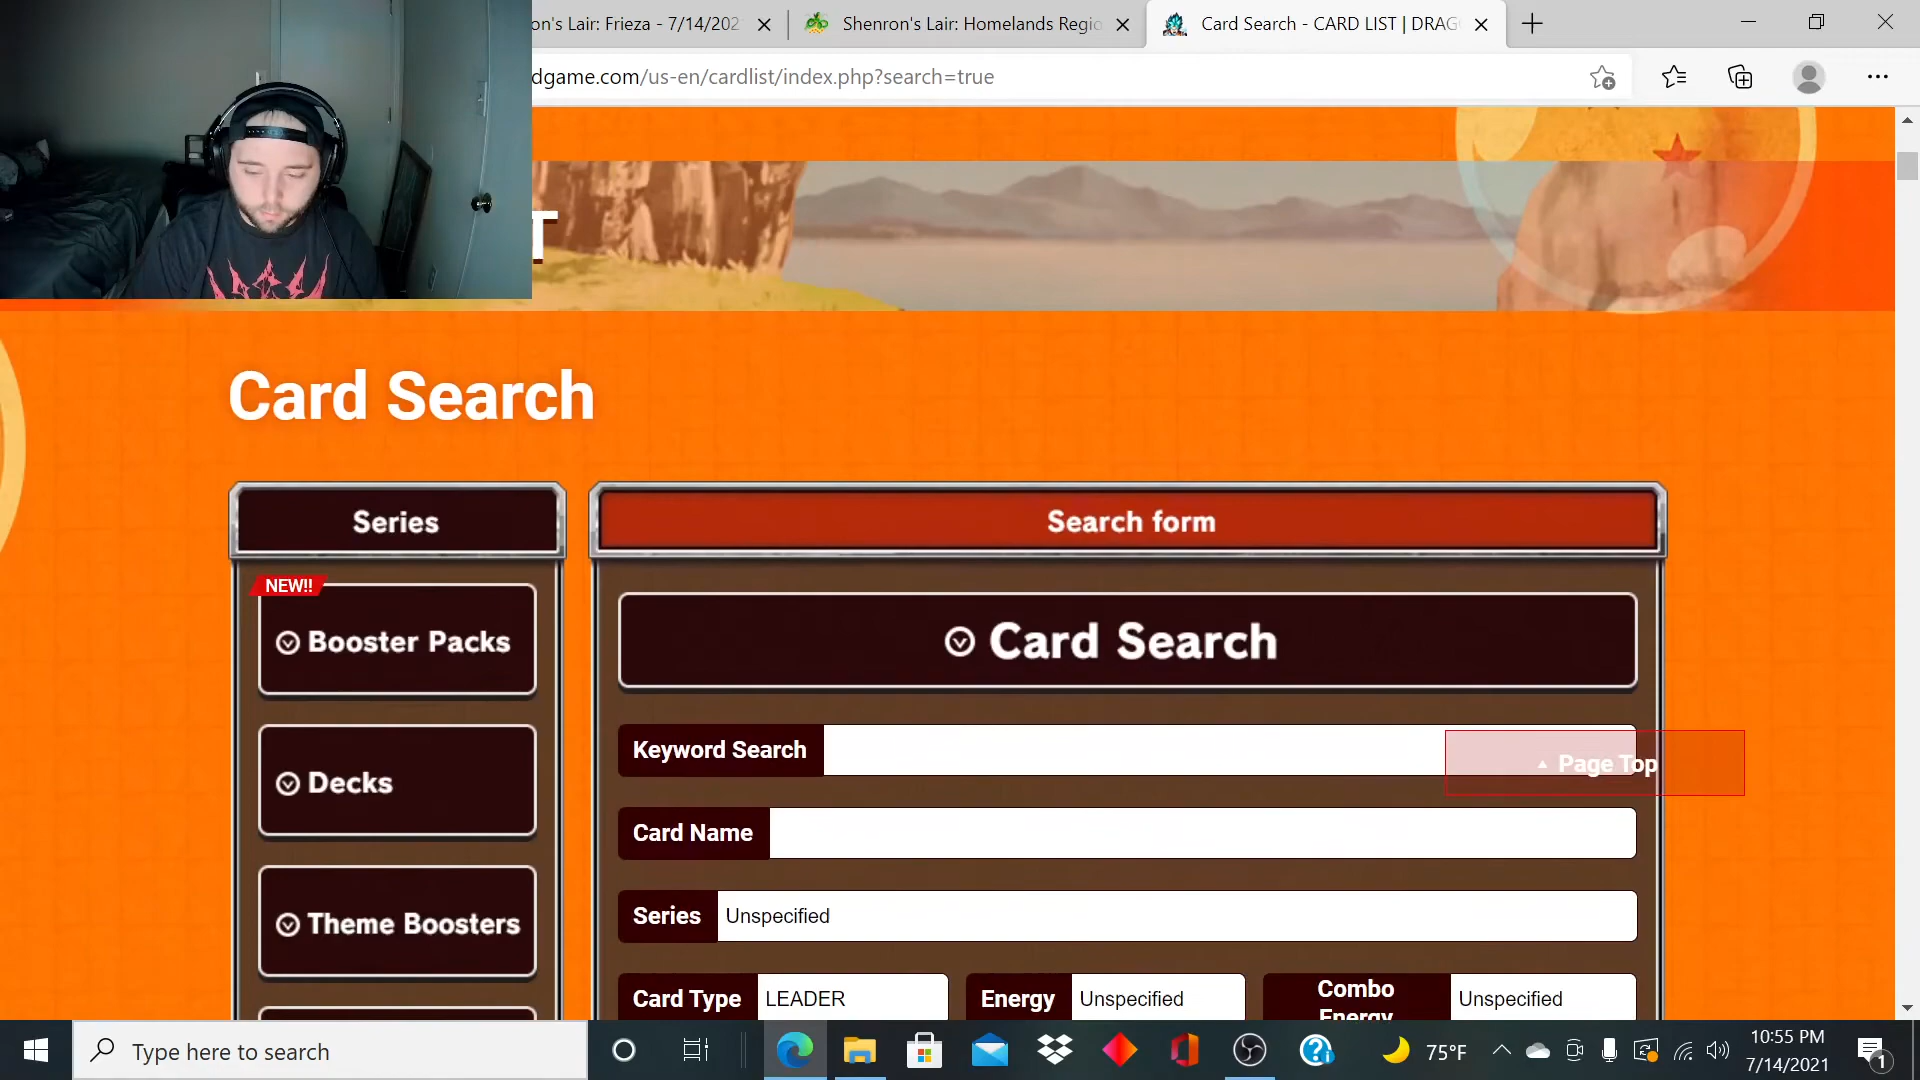 on's Lair: Frieza - 7/14/202
Shenron's Lair: Homelands Regio
Card Search - CARD LIST | DRAG
dgame.com/us-en/cardlist/index.php?search=true
T
Card Search
Series
Search form
NEW!!
Booster Packs
Card Search
Decks
Keyword Search
Page Top
Card Name
Theme Boosters
Series Unspecified
Card Type LEADER
Energy Unspecified
Combo
Energy
Unspecified
Type here to search
75°F
10:55 PM
7/14/2021
1